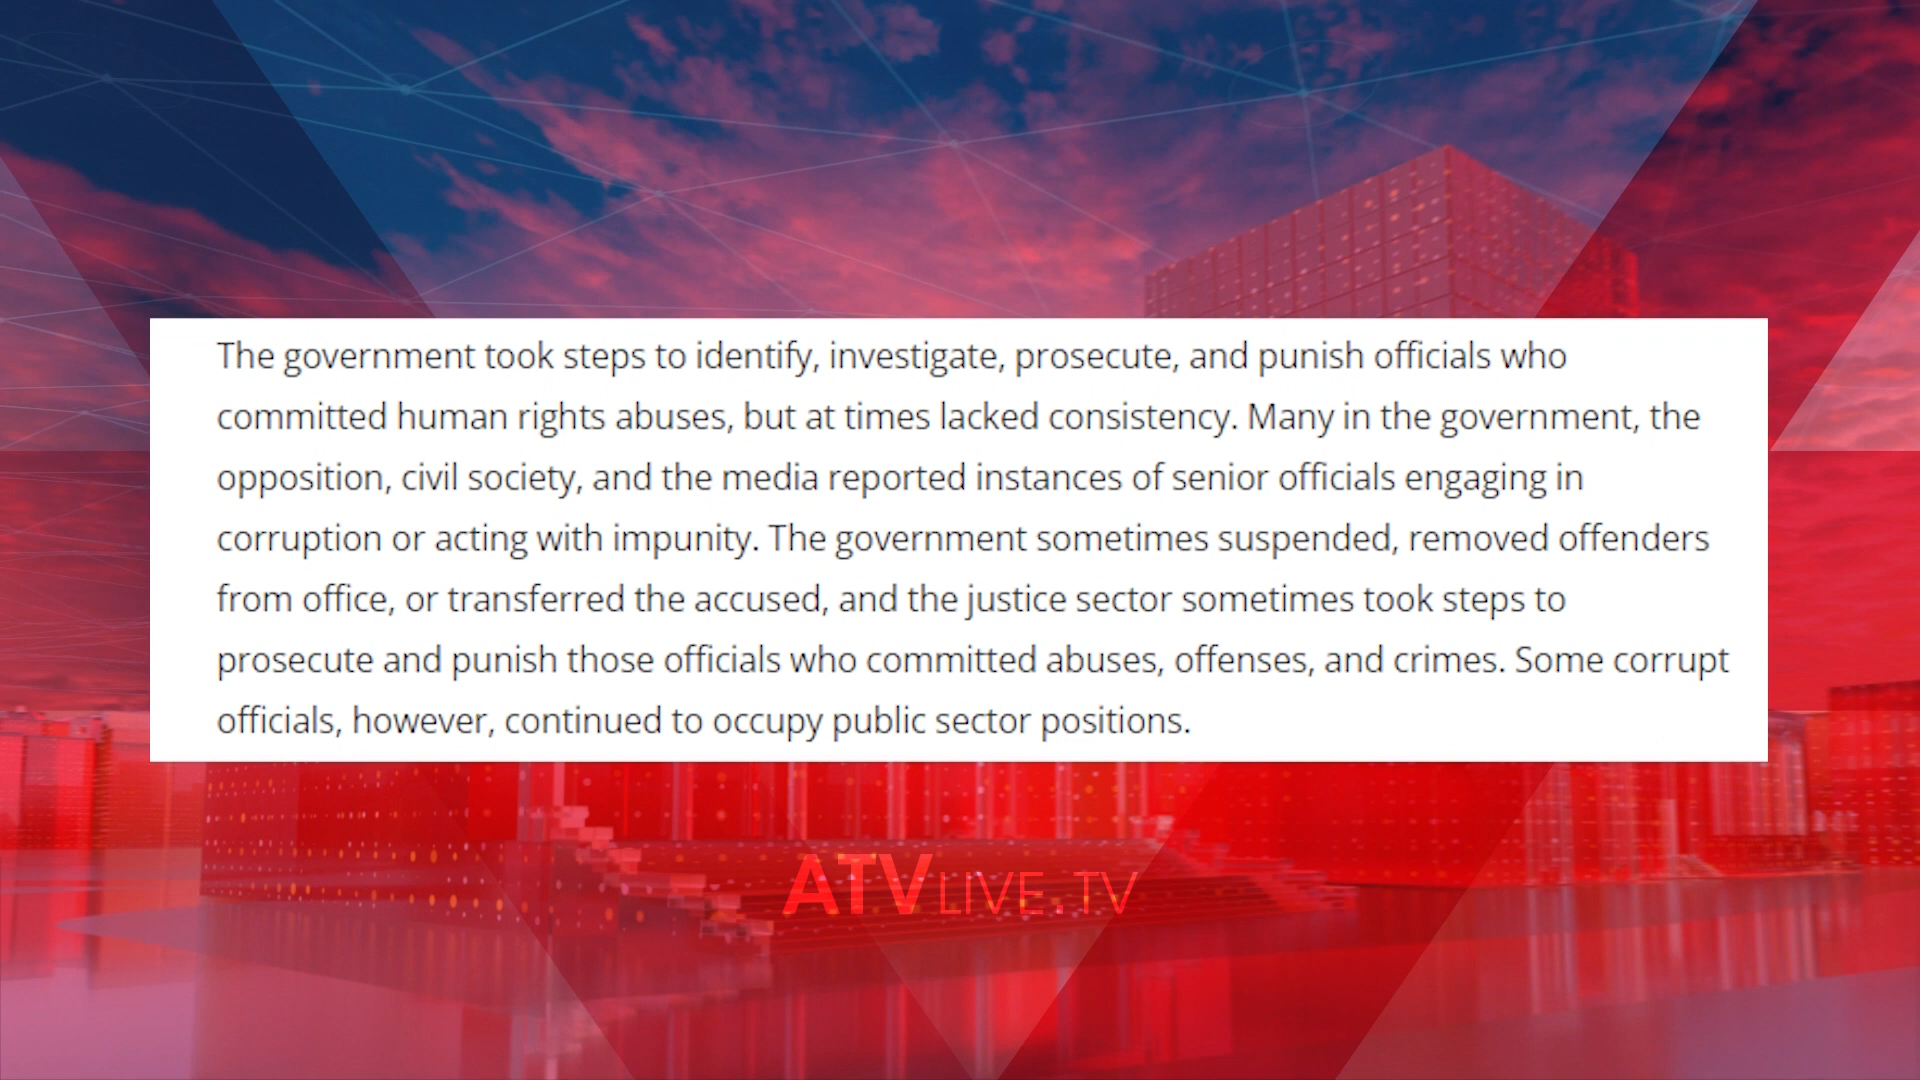 The government took steps to identify, investigate, prosecute, and punish officials who
committed human rights abuses, but at times lacked consistency. Many in the government, the
opposition, civil society, and the media reported instances of senior officials engaging in
corruption or acting with impunity. The government sometimes suspended, removed offenders
from office, or transferred the accused, and the justice sector sometimes took steps to
prosecute and punish those officials who committed abuses, offenses, and crimes. Some corrupt
officials, however, continued to occupy public sector positions.
ATVLIVE.TV